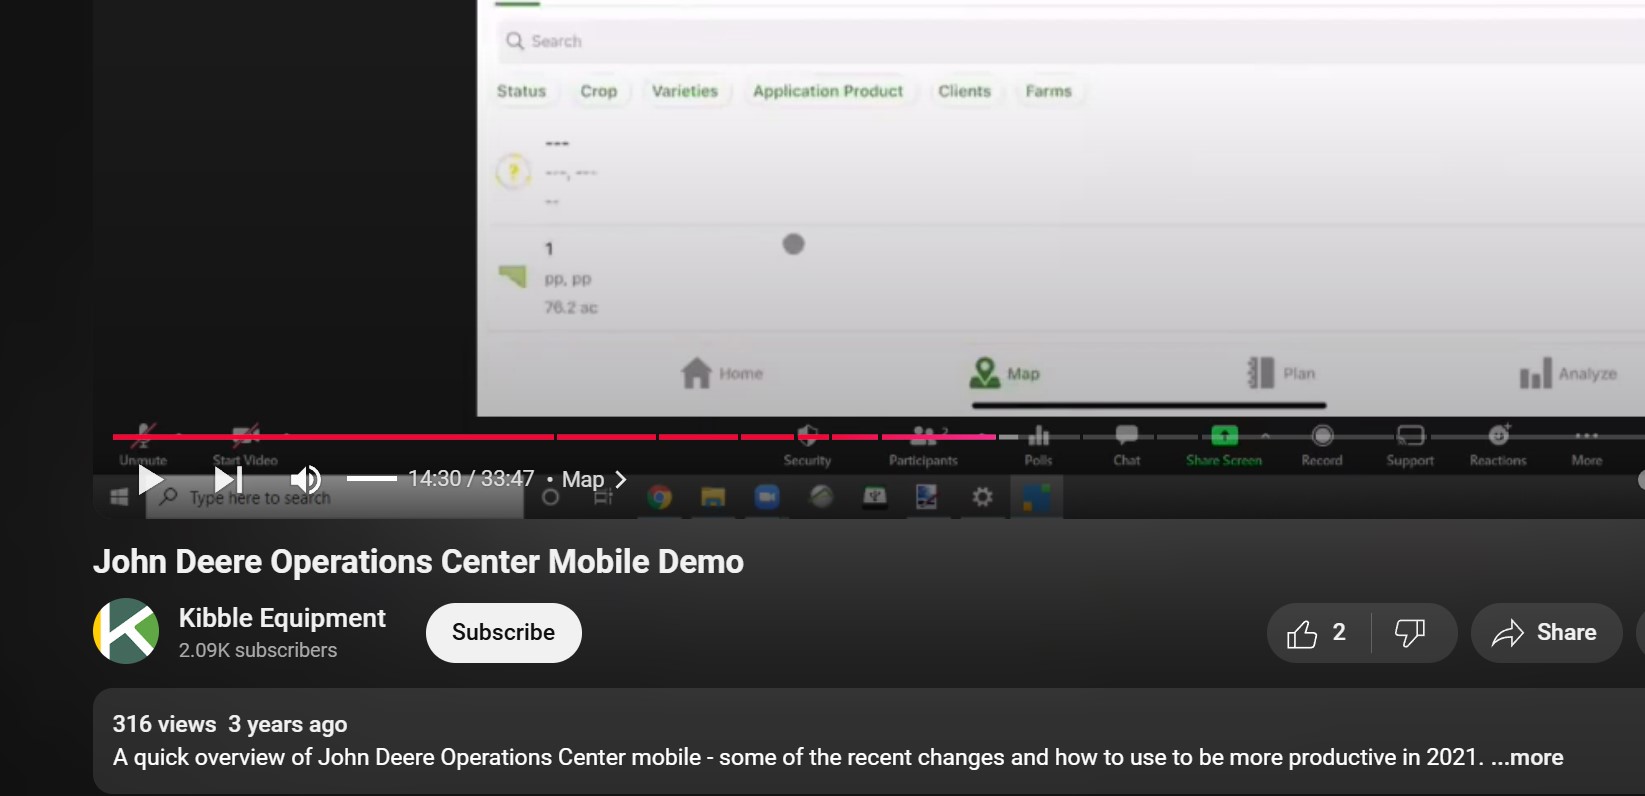 Search
Status Crop Varieties Application Product Clients Farms
---
?
---, ---
--
1
pp, pp
76.2 ac
Home Map Plan Analyze
2
Unmute Start Video Security Participants Polls Chat Share Screen Record Support Reactions More
14:30 / 33:47 • Map
Type here to search
John Deere Operations Center Mobile Demo
Kibble Equipment
2.09K subscribers
Subscribe
2
Share
316 views 3 years ago
A quick overview of John Deere Operations Center mobile - some of the recent changes and how to use to be more productive in 2021. ...more